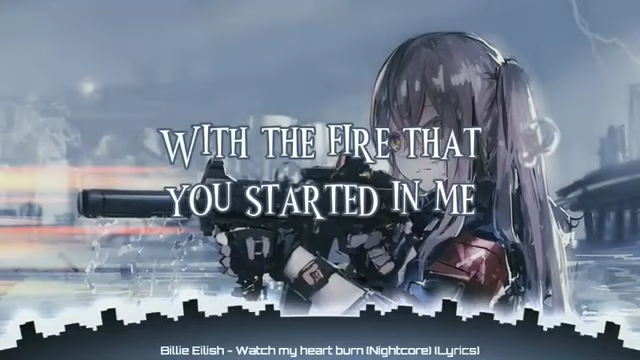 WITH THE FIRE THAT
YOU STARTED IN ME
Billie Eilish - Watch my heart burn (Nightcore) (Lyrics)